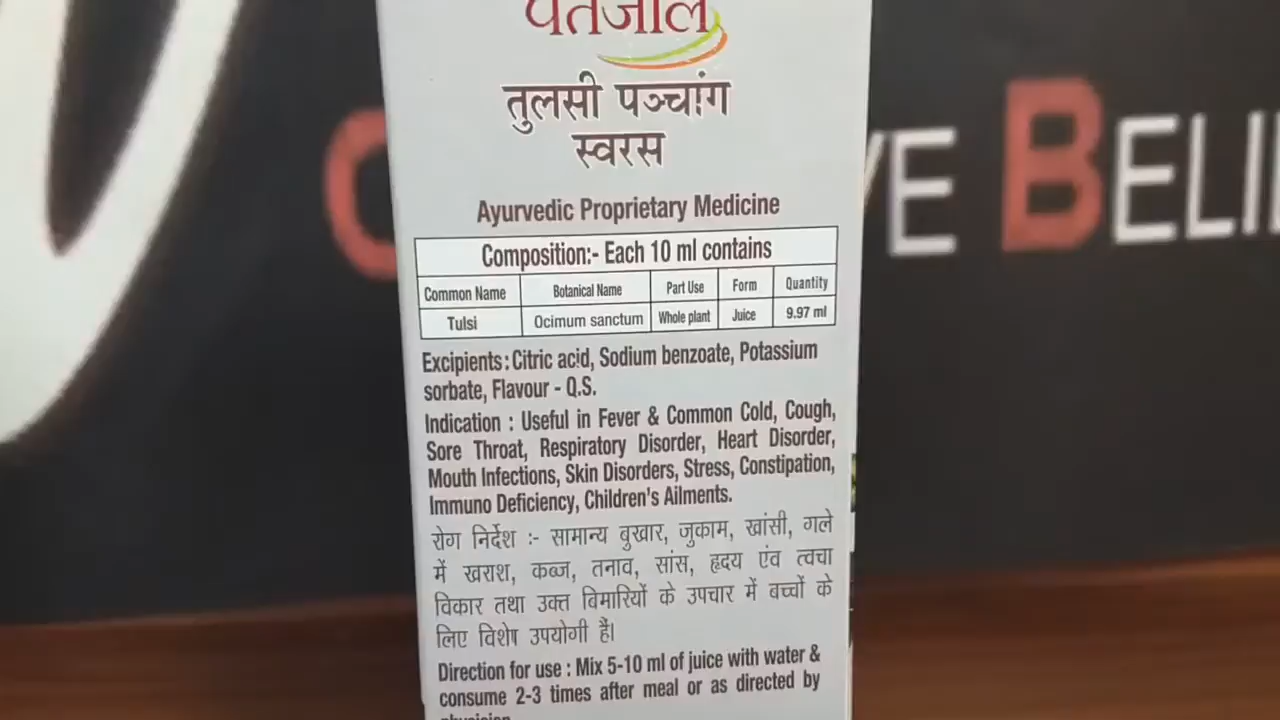 पतंजलि
तुलसी पञ्चांग
स्वरस
Ayurvedic Proprietary Medicine
Composition:- Each 10 ml contains
Common Name Botanical Name Part Use Form Quantity
Tulsi Ocimum sanctum Whole plant Juice 9.97 ml
Excipients : Citric acid, Sodium benzoate, Potassium
sorbate, Flavour - Q.S.
Indication : Useful in Fever & Common Cold, Cough,
Sore Throat, Respiratory Disorder, Heart Disorder,
Mouth Infections, Skin Disorders, Stress, Constipation,
Immuno Deficiency, Children's Ailments.
रोग निर्देश :- सामान्य बुखार, जुकाम, खांसी, गले
में खराश, कब्ज, तनाव, सांस, हृदय एंव त्वचा
विकार तथा उक्त बिमारियों के उपचार में बच्चों के
लिए विशेष उपयोगी हैं।
Direction for use : Mix 5-10 ml of juice with water &
consume 2-3 times after meal or as directed by
physician
VE BELI